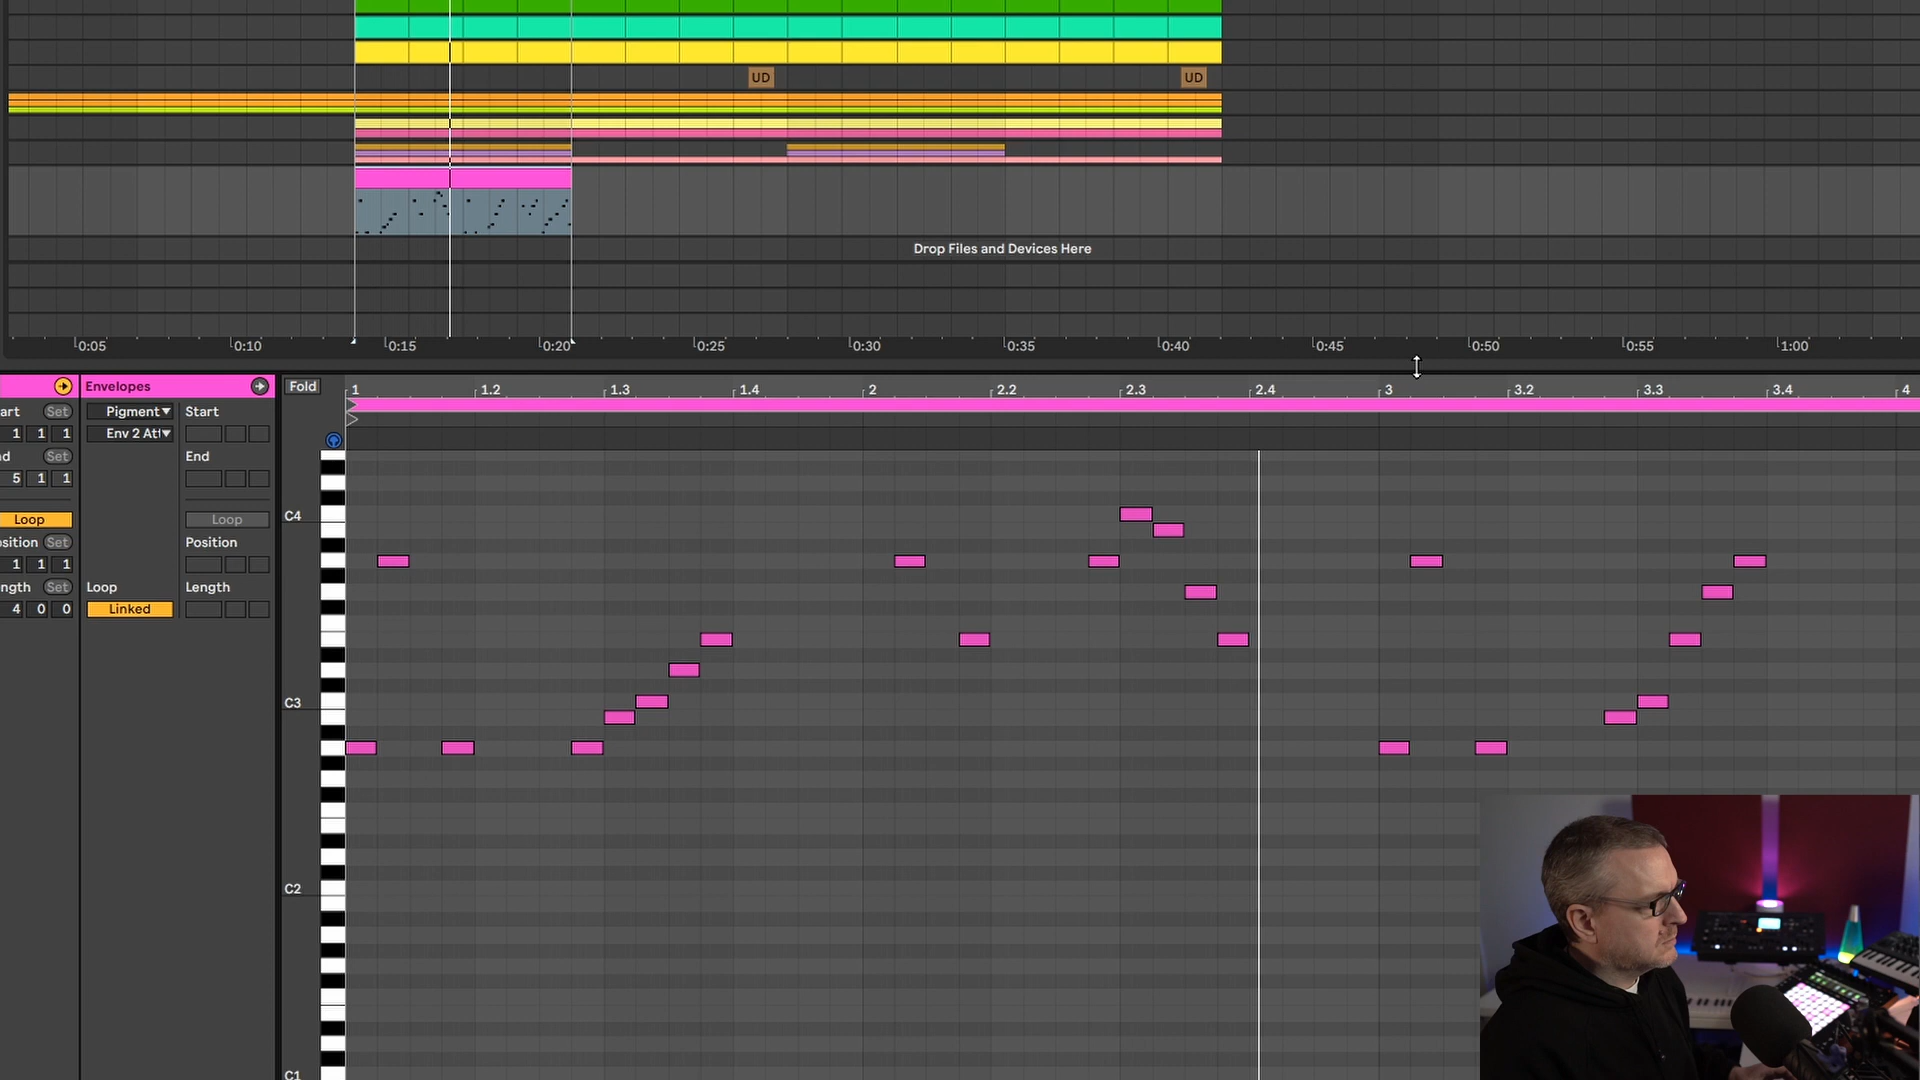 UD
UD
Drop Files and Devices Here
0:05
0:10
0:15
0:20
0:25
0:30
0:35
0:40
0:45
0:50
0:55
1:00
Envelopes
Fold
1
1.2
1.3
1.4
2
2.2
2.3
2.4
3
3.2
3.3
3.4
4
art
Set
Pigment
Start
1 1 1
Env 2 At
d
Set
End
5 1 1
Loop
Loop
osition
Set
Position
1 1 1
ngth
Set
Loop
Length
4 0 0
Linked
C4
C3
C2
C1